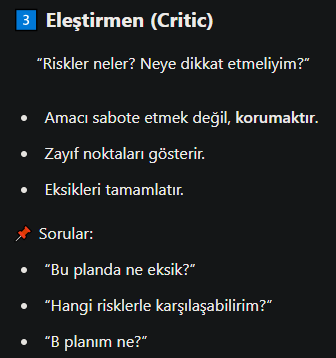 3 Eleştirmen (Critic)
“Riskler neler? Neye dikkat etmeliyim?”
• Amacı sabote etmek değil, korumaktır.
• Zayıf noktaları gösterir.
• Eksikleri tamamlatır.
📌 Sorular:
• “Bu planda ne eksik?”
• “Hangi risklerle karşılaşabilirim?”
• “B planım ne?”